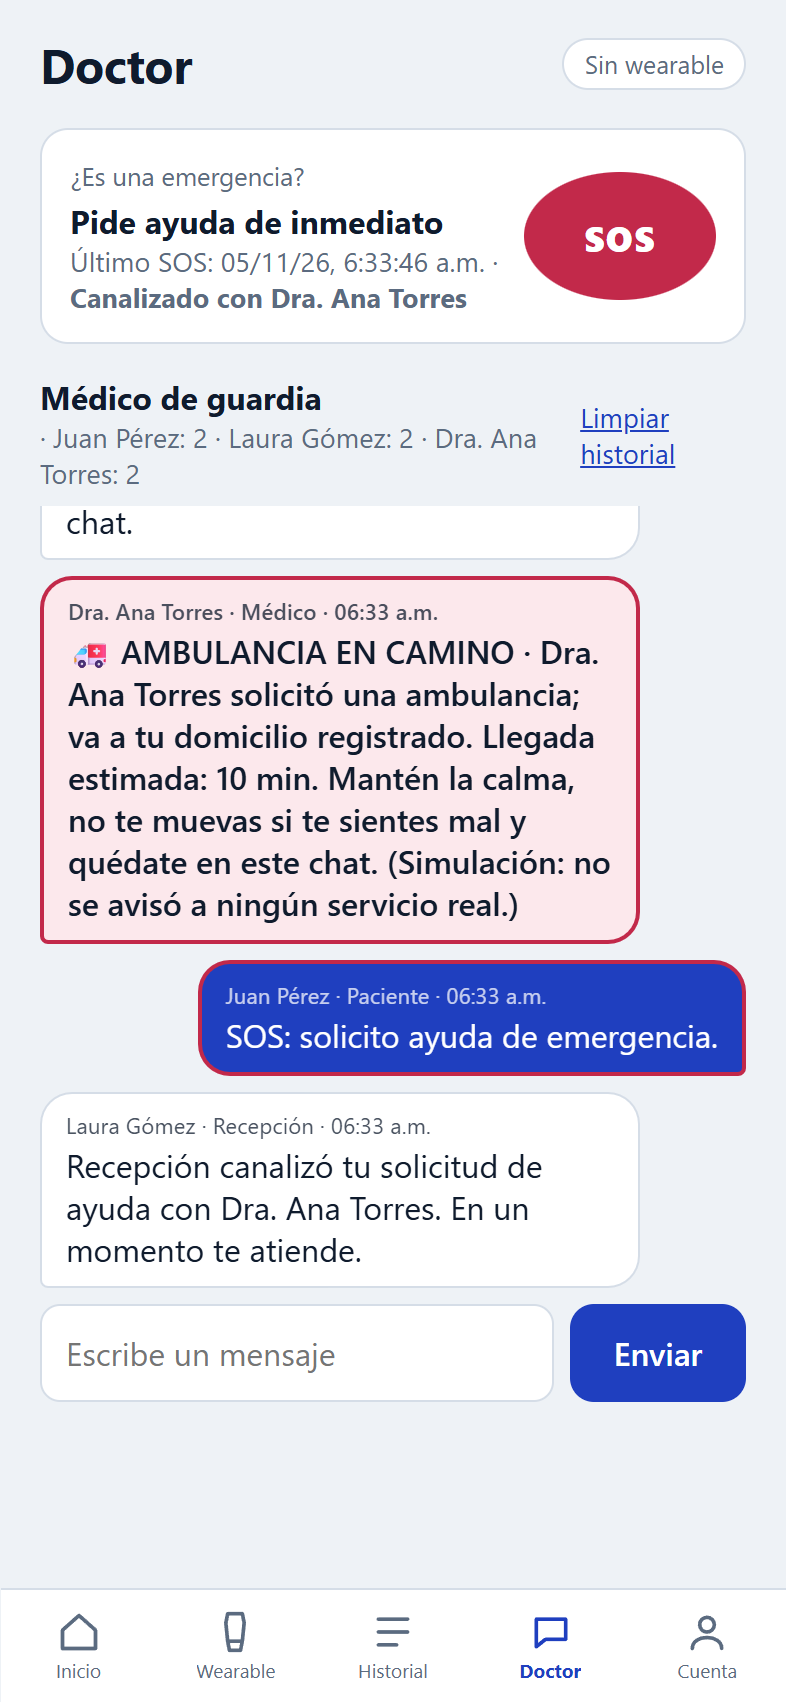 Doctor
Sin wearable
¿Es una emergencia?
Pide ayuda de inmediato
Último SOS: 05/11/26, 6:33:46 a.m. ·
Canalizado con Dra. Ana Torres
SOS
Médico de guardia
· Juan Pérez: 2 · Laura Gómez: 2 · Dra. Ana
Torres: 2
Limpiar
historial
chat.
Dra. Ana Torres · Médico · 06:33 a.m.
🚑 AMBULANCIA EN CAMINO · Dra.
Ana Torres solicitó una ambulancia;
va a tu domicilio registrado. Llegada
estimada: 10 min. Mantén la calma,
no te muevas si te sientes mal y
quédate en este chat. (Simulación: no
se avisó a ningún servicio real.)
Juan Pérez · Paciente · 06:33 a.m.
SOS: solicito ayuda de emergencia.
Laura Gómez · Recepción · 06:33 a.m.
Recepción canalizó tu solicitud de
ayuda con Dra. Ana Torres. En un
momento te atiende.
Escribe un mensaje
Enviar
Inicio
Wearable
Historial
Doctor
Cuenta